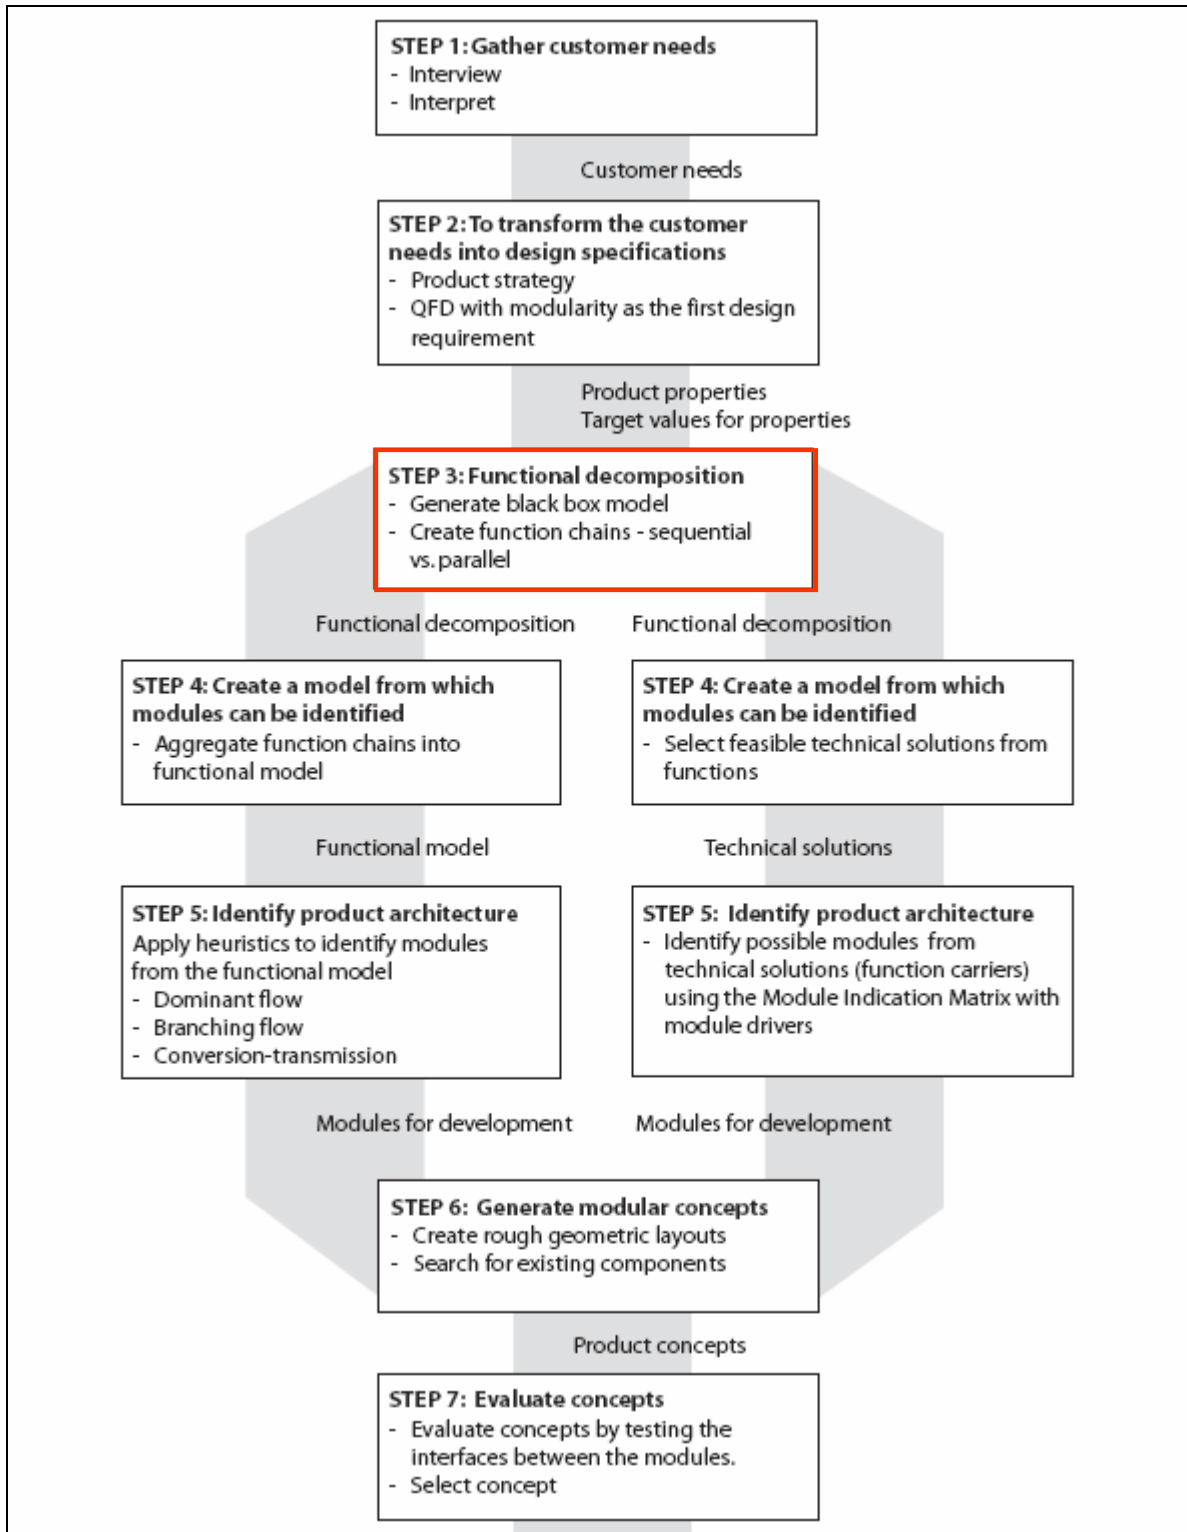 STEP 1: Gather customer needs
- Interview
- Interpret
Customer needs
STEP 2: To transform the customer
needs into design specifications
- Product strategy
- QFD with modularity as the first design
requirement
Product properties
Target values for properties
STEP 3: Functional decomposition
- Generate black box model
- Create function chains - sequential
vs. parallel
Functional decomposition
Functional decomposition
STEP 4: Create a model from which
modules can be identified
- Aggregate function chains into
functional model
STEP 4: Create a model from which
modules can be identified
- Select feasible technical solutions from
functions
Functional model
Technical solutions
STEP 5: Identify product architecture
Apply heuristics to identify modules
from the functional model
- Dominant flow
- Branching flow
- Conversion-transmission
STEP 5: Identify product architecture
- Identify possible modules from
technical solutions (function carriers)
using the Module Indication Matrix with
module drivers
Modules for development
Modules for development
STEP 6: Generate modular concepts
- Create rough geometric layouts
- Search for existing components
Product concepts
STEP 7: Evaluate concepts
- Evaluate concepts by testing the
interfaces between the modules.
- Select concept